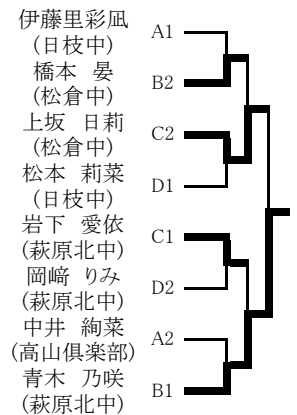 伊藤里彩凪 A1
(日枝中)
橋本 晏 B2
(松倉中)
上坂 日莉 C2
(松倉中)
松本 莉菜 D1
(日枝中)
岩下 愛依 C1
(萩原北中)
岡﨑 りみ D2
(萩原北中)
中井 絢菜 A2
(高山倶楽部)
青木 乃咲 B1
(萩原北中)